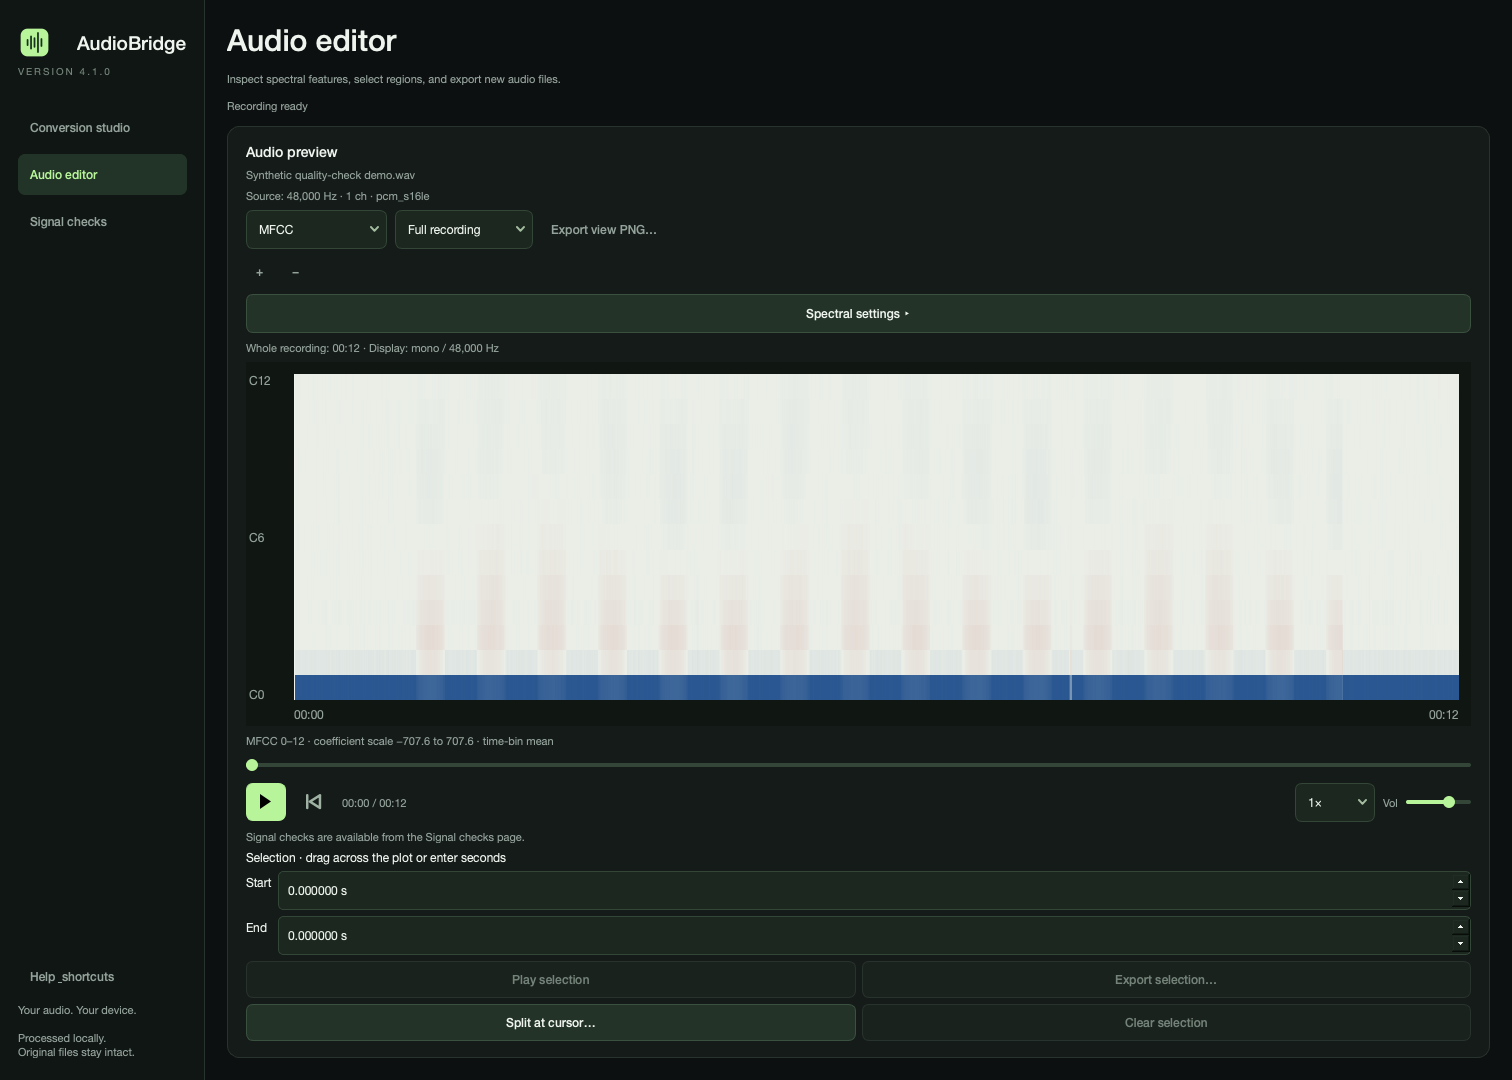 AudioBridge
VERSION 4.1.0
Conversion studio
Audio editor
Signal checks
Help _shortcuts
Your audio. Your device.
Processed locally.
Original files stay intact.
Audio editor
Inspect spectral features, select regions, and export new audio files.
Recording ready
Audio preview
Synthetic quality-check demo.wav
Source: 48,000 Hz · 1 ch · pcm_s16le
MFCC
Full recording
Export view PNG...
+ −
Spectral settings ▸
Whole recording: 00:12 · Display: mono / 48,000 Hz
C12
C6
C0
00:00
00:12
MFCC 0–12 · coefficient scale −707.6 to 707.6 · time-bin mean
00:00 / 00:12
1×
Vol
Signal checks are available from the Signal checks page.
Selection · drag across the plot or enter seconds
Start
0.000000 s
End
0.000000 s
Play selection
Export selection...
Split at cursor...
Clear selection